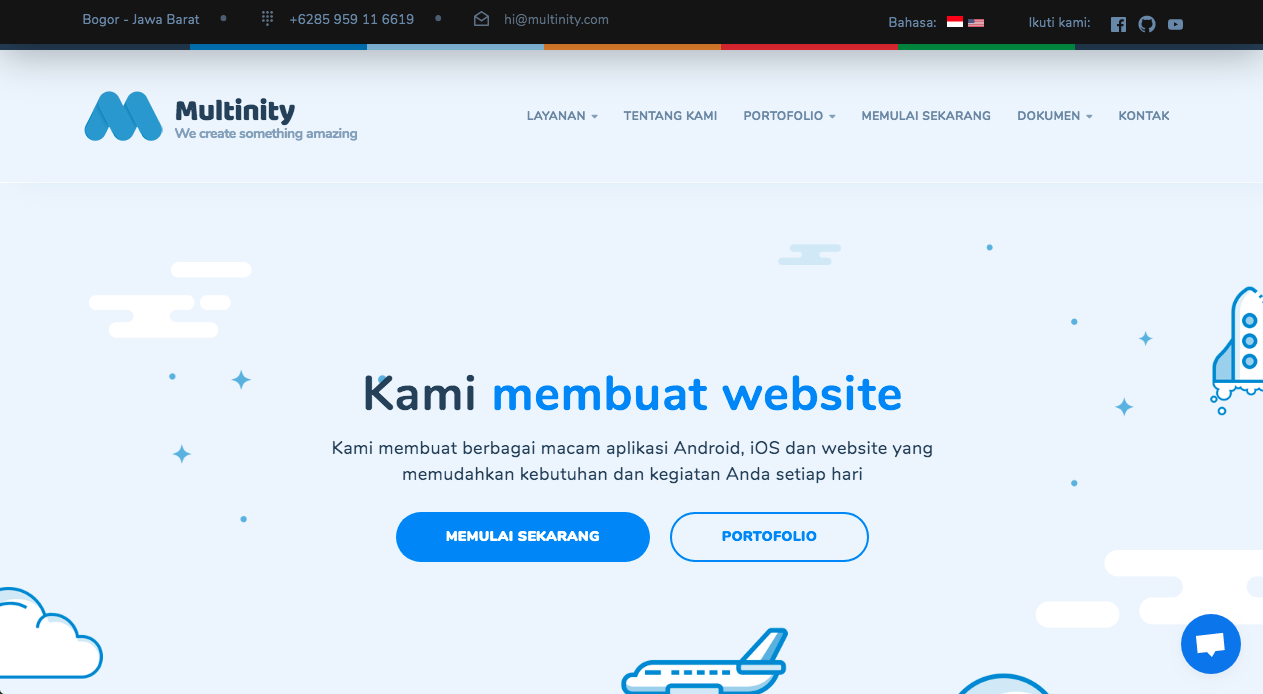 Bogor - Jawa Barat
+6285 959 11 6619
hi@multinity.com
Bahasa:
Ikuti kami:
Multinity
We create something amazing
LAYANAN
TENTANG KAMI
PORTOFOLIO
MEMULAI SEKARANG
DOKUMEN
KONTAK
Kami membuat website
Kami membuat berbagai macam aplikasi Android, iOS dan website yang
memudahkan kebutuhan dan kegiatan Anda setiap hari
MEMULAI SEKARANG
PORTOFOLIO